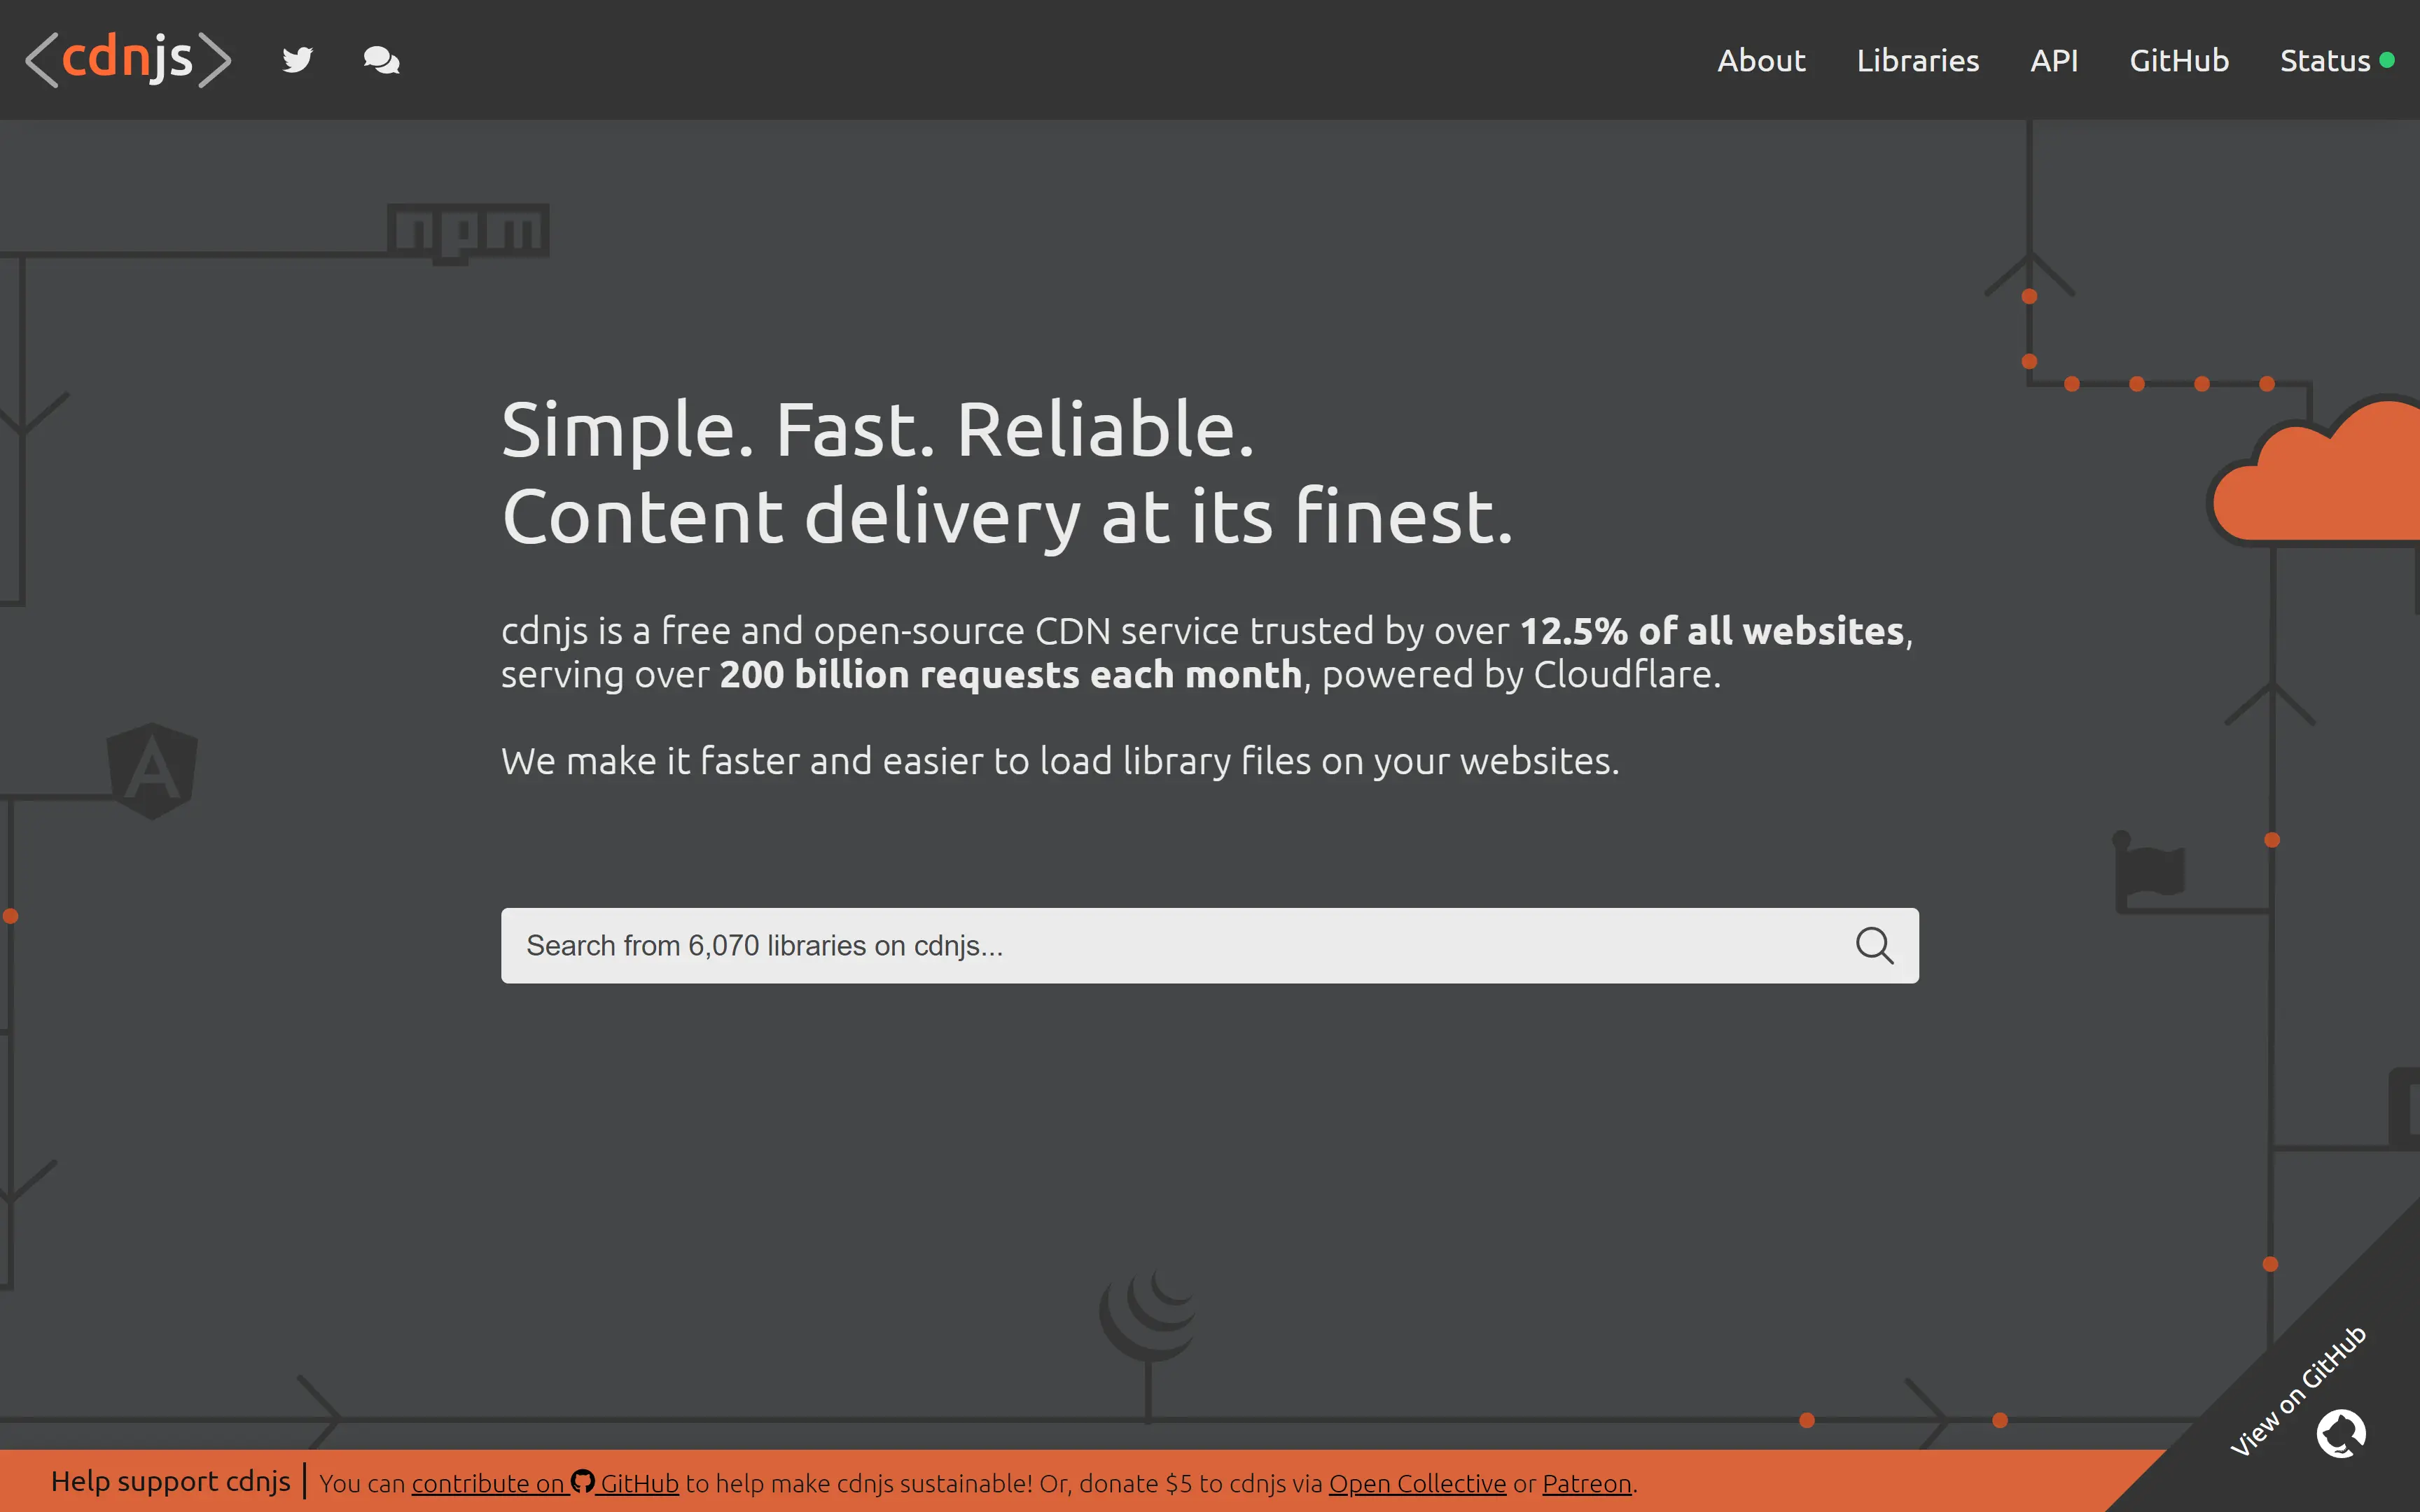 <cdnjs>
About Libraries API GitHub Status
npm
Simple. Fast. Reliable.
Content delivery at its finest.
cdnjs is a free and open-source CDN service trusted by over 12.5% of all websites,
serving over 200 billion requests each month, powered by Cloudflare.
We make it faster and easier to load library files on your websites.
A
Search from 6,070 libraries on cdnjs...
View on GitHub
Help support cdnjs | You can contribute on GitHub to help make cdnjs sustainable! Or, donate $5 to cdnjs via Open Collective or Patreon.